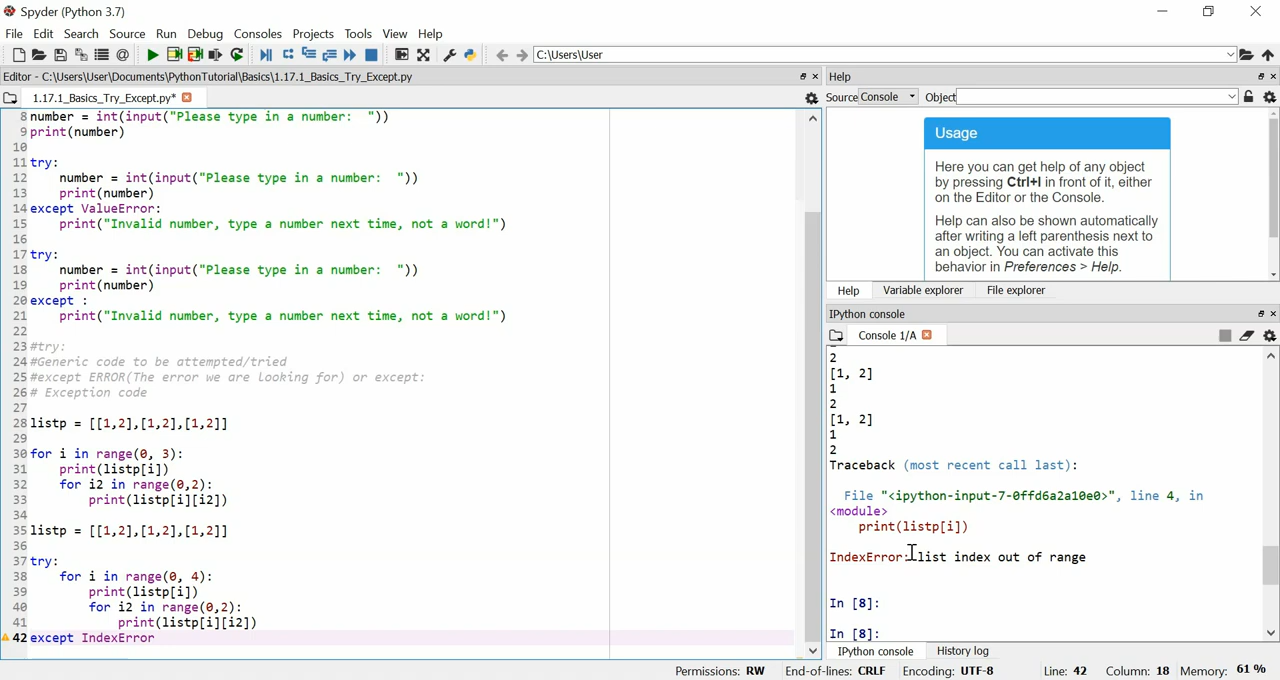 Spyder (Python 3.7)
File Edit Search Source Run Debug Consoles Projects Tools View Help
C:\Users\User
Editor - C:\Users\User\Documents\PythonTutorial\Basics\1.17.1_Basics_Try_Except.py
1.17.1_Basics_Try_Except.py*
8 number = int(input("Please type in a number:  "))
9 print(number)
10
11 try:
12     number = int(input("Please type in a number:  "))
13     print(number)
14 except ValueError:
15     print("Invalid number, type a number next time, not a word!")
16
17 try:
18     number = int(input("Please type in a number:  "))
19     print(number)
20 except :
21     print("Invalid number, type a number next time, not a word!")
22
23 #try:
24 #Generic code to be attempted/tried
25 #except ERROR(The error we are Looking for) or except:
26 # Exception code
27
28 listp = [[1,2],[1,2],[1,2]]
29
30 for i in range(0, 3):
31     print(listp[i])
32     for i2 in range(0,2):
33         print(listp[i][i2])
34
35 listp = [[1,2],[1,2],[1,2]]
36
37 try:
38     for i in range(0, 4):
39         print(listp[i])
40         for i2 in range(0,2):
41             print(listp[i][i2])
42 except IndexError
Help
Source Console Object
Usage
Here you can get help of any object
by pressing Ctrl+I in front of it, either
on the Editor or the Console.
Help can also be shown automatically
after writing a left parenthesis next to
an object. You can activate this
behavior in Preferences > Help.
Help Variable explorer File explorer
IPython console
Console 1/A
2
[1, 2]
1
2
[1, 2]
1
2
Traceback (most recent call last):
File "<ipython-input-7-0ffd6a2a10e0>", line 4, in
<module>
print(listp[i])
IndexError: list index out of range
In [8]:
In [8]:
IPython console History log
Permissions: RW End-of-lines: CRLF Encoding: UTF-8 Line: 42 Column: 18 Memory: 61 %